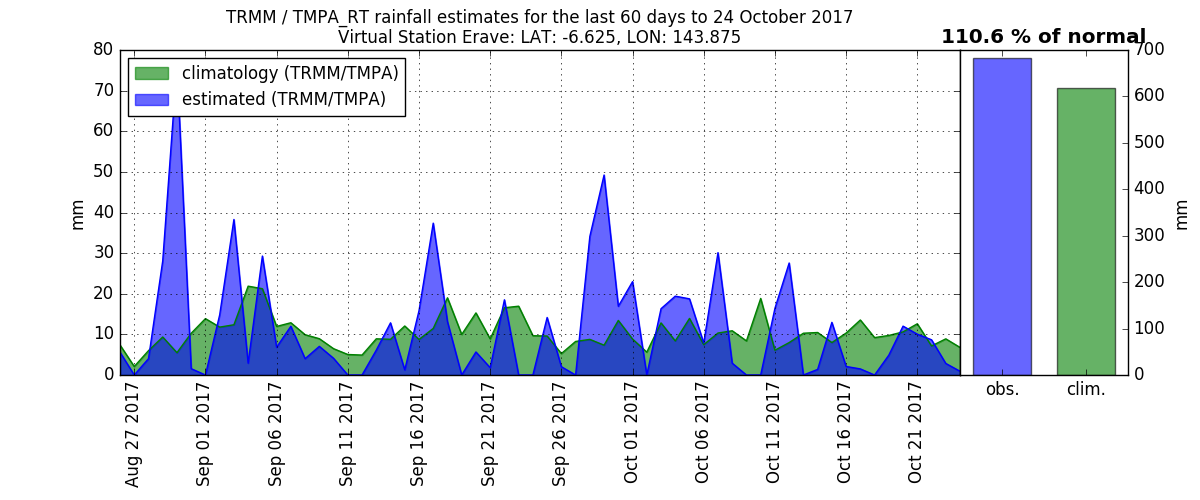 TRMM / TMPA_RT rainfall estimates for the last 60 days to 24 October 2017
Virtual Station Erave: LAT: -6.625, LON: 143.875
110.6 % of normal
climatology (TRMM/TMPA)
estimated (TRMM/TMPA)
80
70
60
50
40
30
20
10
0
mm
Aug 27 2017
Sep 01 2017
Sep 06 2017
Sep 11 2017
Sep 16 2017
Sep 21 2017
Sep 26 2017
Oct 01 2017
Oct 06 2017
Oct 11 2017
Oct 16 2017
Oct 21 2017
obs.
clim.
700
600
500
400
300
200
100
0
mm